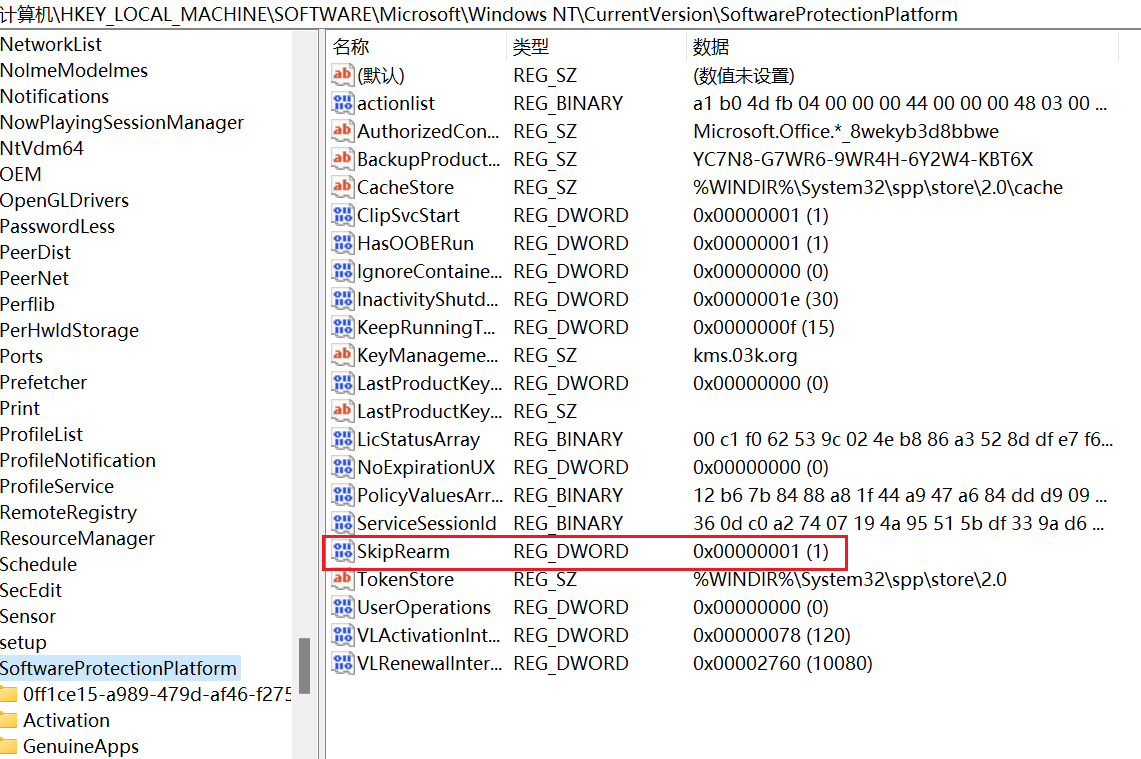 计算机\HKEY_LOCAL_MACHINE\SOFTWARE\Microsoft\Windows NT\CurrentVersion\SoftwareProtectionPlatform
NetworkList
NoImeModeImes
Notifications
NowPlayingSessionManager
NtVdm64
OEM
OpenGLDrivers
PasswordLess
PeerDist
PeerNet
Perflib
PerHwIdStorage
Ports
Prefetcher
Print
ProfileList
ProfileNotification
ProfileService
RemoteRegistry
ResourceManager
Schedule
SecEdit
Sensor
setup
SoftwareProtectionPlatform
0ff1ce15-a989-479d-af46-f275
Activation
GenuineApps
名称 类型 数据
(默认) REG_SZ (数值未设置)
actionlist REG_BINARY a1 b0 4d fb 04 00 00 00 44 00 00 00 48 03 00 ...
AuthorizedCon... REG_SZ Microsoft.Office.*_8wekyb3d8bbwe
BackupProduct... REG_SZ YC7N8-G7WR6-9WR4H-6Y2W4-KBT6X
CacheStore REG_SZ %WINDIR%\System32\spp\store\2.0\cache
ClipSvcStart REG_DWORD 0x00000001 (1)
HasOOBERun REG_DWORD 0x00000001 (1)
IgnoreContaine... REG_DWORD 0x00000000 (0)
InactivityShutd... REG_DWORD 0x0000001e (30)
KeepRunningT... REG_DWORD 0x0000000f (15)
KeyManageme... REG_SZ kms.03k.org
LastProductKey... REG_DWORD 0x00000000 (0)
LastProductKey... REG_SZ
LicStatusArray REG_BINARY 00 c1 f0 62 53 9c 02 4e b8 86 a3 52 8d df e7 f6...
NoExpirationUX REG_DWORD 0x00000000 (0)
PolicyValuesArr... REG_BINARY 12 b6 7b 84 88 a8 1f 44 a9 47 a6 84 dd d9 09 ...
ServiceSessionId REG_BINARY 36 0d c0 a2 74 07 19 4a 95 51 5b df 33 9a d6 ...
SkipRearm REG_DWORD 0x00000001 (1)
TokenStore REG_SZ %WINDIR%\System32\spp\store\2.0
UserOperations REG_DWORD 0x00000000 (0)
VLActivationInt... REG_DWORD 0x00000078 (120)
VLRenewalInter... REG_DWORD 0x00002760 (10080)